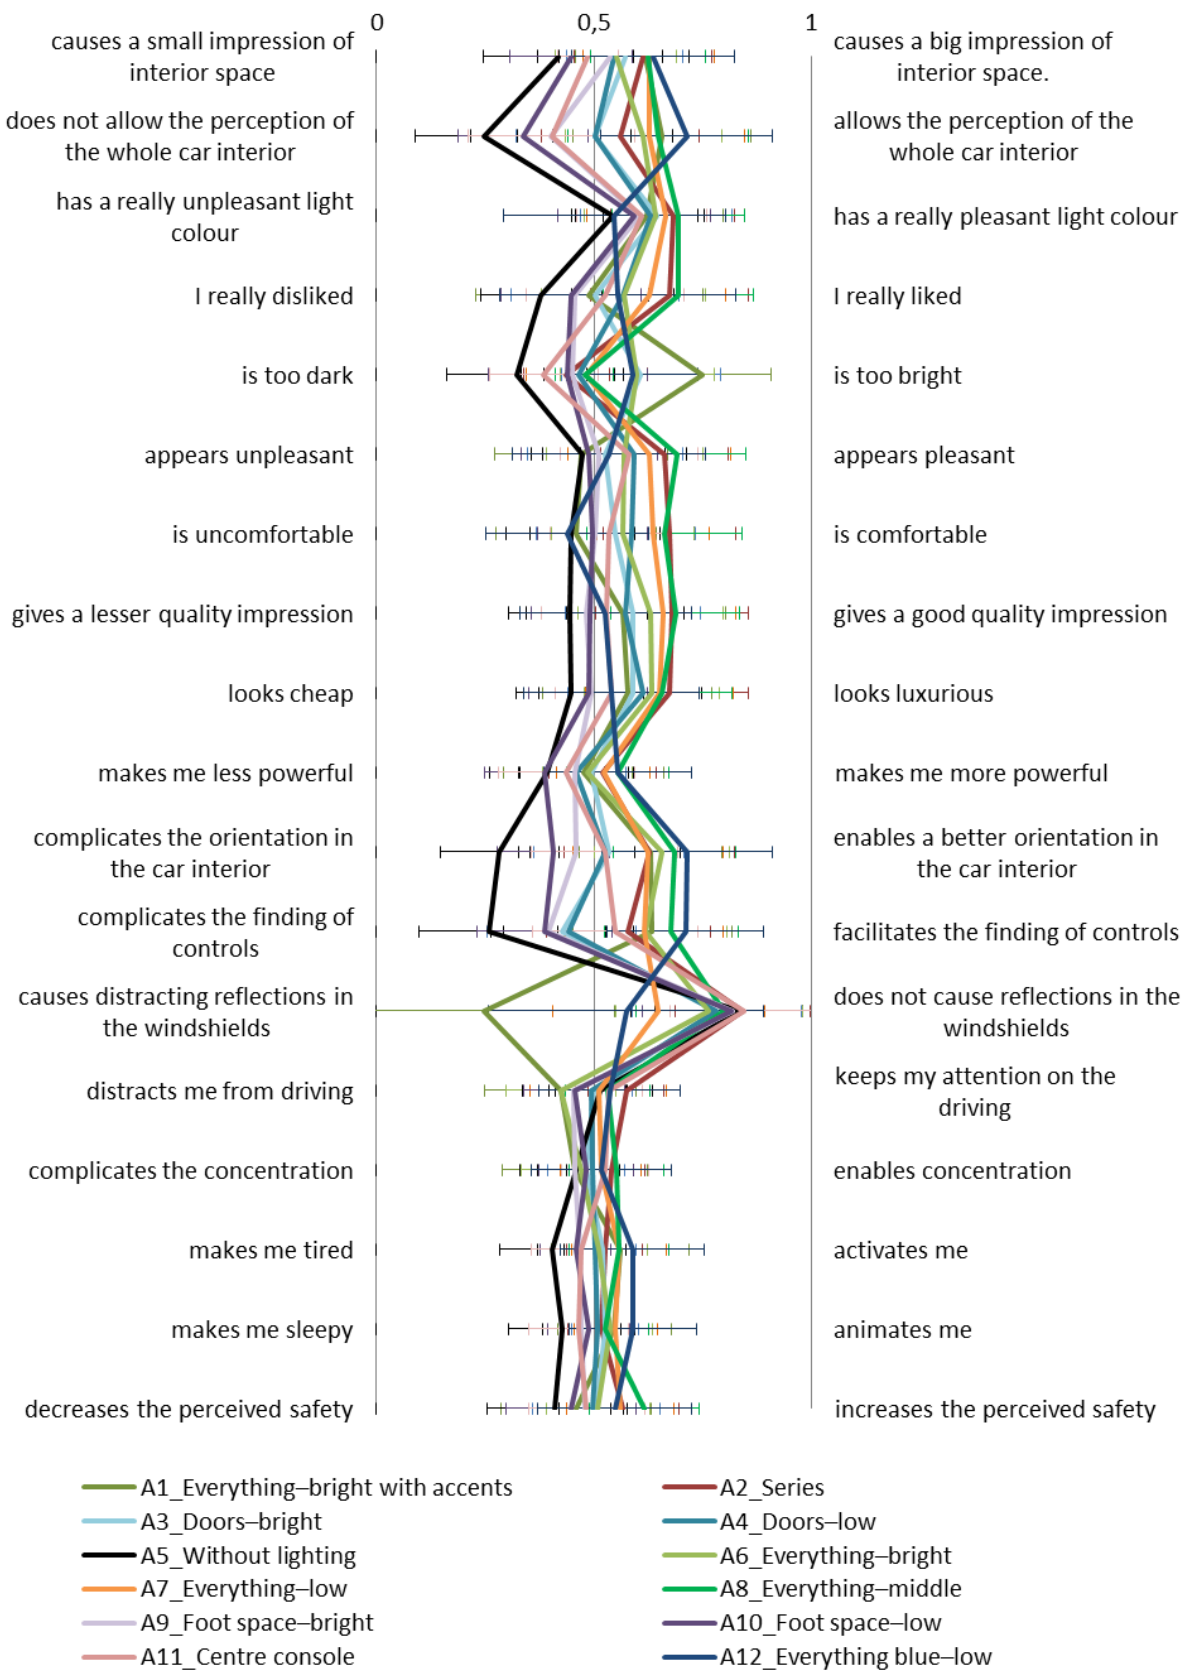 0 0,5 1
causes a small impression of
interior space
causes a big impression of
interior space.
does not allow the perception of
the whole car interior
allows the perception of the
whole car interior
has a really unpleasant light
colour
has a really pleasant light colour
I really disliked
I really liked
is too dark
is too bright
appears unpleasant
appears pleasant
is uncomfortable
is comfortable
gives a lesser quality impression
gives a good quality impression
looks cheap
looks luxurious
makes me less powerful
makes me more powerful
complicates the orientation in
the car interior
enables a better orientation in
the car interior
complicates the finding of
controls
facilitates the finding of controls
causes distracting reflections in
the windshields
does not cause reflections in the
windshields
distracts me from driving
keeps my attention on the
driving
complicates the concentration
enables concentration
makes me tired
activates me
makes me sleepy
animates me
decreases the perceived safety
increases the perceived safety
A1_Everything–bright with accents
A2_Series
A3_Doors–bright
A4_Doors–low
A5_Without lighting
A6_Everything–bright
A7_Everything–low
A8_Everything–middle
A9_Foot space–bright
A10_Foot space–low
A11_Centre console
A12_Everything blue–low